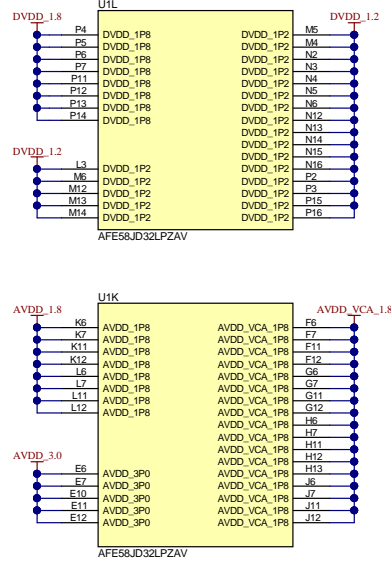 U1L
DVDD_1.8 DVDD_1.2
P4 DVDD_1P8 DVDD_1P2 M5
P5 DVDD_1P8 DVDD_1P2 M4
P6 DVDD_1P8 DVDD_1P2 N2
P7 DVDD_1P8 DVDD_1P2 N3
P11 DVDD_1P8 DVDD_1P2 N4
P12 DVDD_1P8 DVDD_1P2 N5
P13 DVDD_1P8 DVDD_1P2 N6
P14 DVDD_1P8 DVDD_1P2 N12
DVDD_1P2 N13
DVDD_1P2 N14
DVDD_1.2 DVDD_1P2 N15
L3 DVDD_1P2 DVDD_1P2 N16
M6 DVDD_1P2 DVDD_1P2 P2
M12 DVDD_1P2 DVDD_1P2 P3
M13 DVDD_1P2 DVDD_1P2 P15
M14 DVDD_1P2 DVDD_1P2 P16
AFE58JD32LPZAV
U1K
AVDD_1.8 AVDD_VCA_1.8
K6 AVDD_1P8 AVDD_VCA_1P8 F6
K7 AVDD_1P8 AVDD_VCA_1P8 F7
K11 AVDD_1P8 AVDD_VCA_1P8 F11
K12 AVDD_1P8 AVDD_VCA_1P8 F12
L6 AVDD_1P8 AVDD_VCA_1P8 G6
L7 AVDD_1P8 AVDD_VCA_1P8 G7
L11 AVDD_1P8 AVDD_VCA_1P8 G11
L12 AVDD_1P8 AVDD_VCA_1P8 G12
AVDD_VCA_1P8 H6
AVDD_VCA_1P8 H7
AVDD_VCA_1P8 H11
AVDD_3.0 AVDD_VCA_1P8 H12
E6 AVDD_3P0 AVDD_VCA_1P8 H13
E7 AVDD_3P0 AVDD_VCA_1P8 J6
E10 AVDD_3P0 AVDD_VCA_1P8 J7
E11 AVDD_3P0 AVDD_VCA_1P8 J11
E12 AVDD_3P0 AVDD_VCA_1P8 J12
AFE58JD32LPZAV